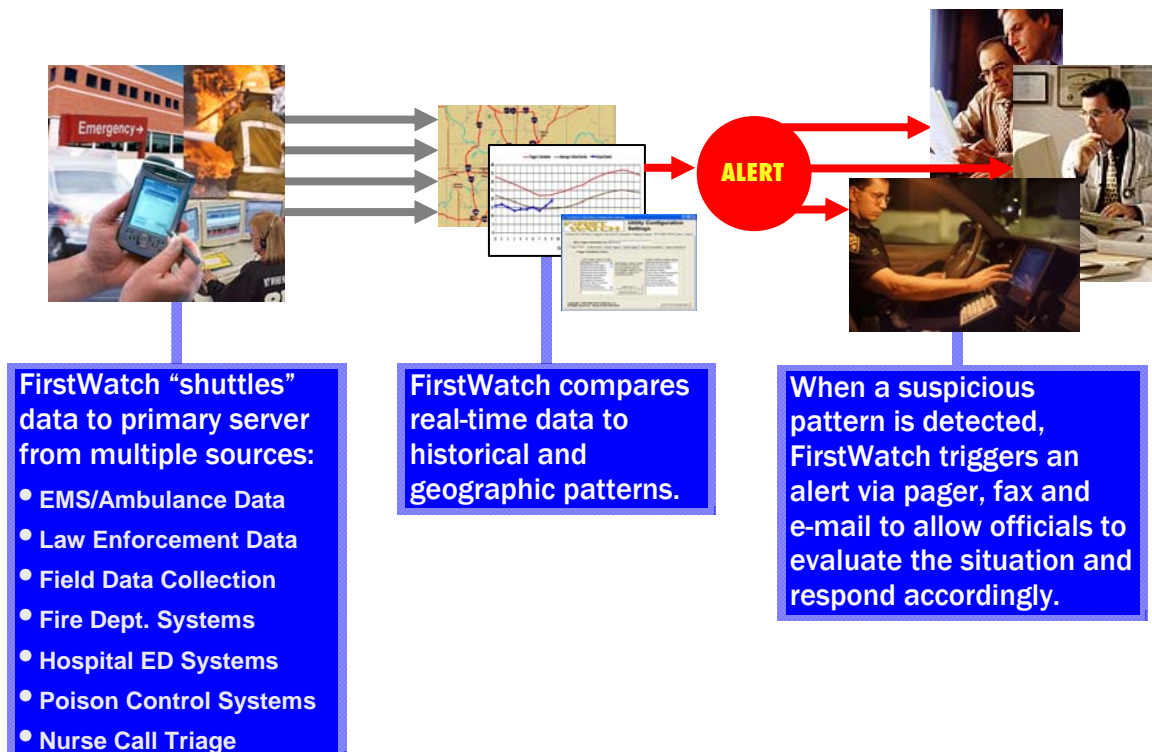 Emergency→
ALERT
Utility Configuration
Settings
FirstWatch “shuttles”
data to primary server
from multiple sources:
• EMS/Ambulance Data
• Law Enforcement Data
• Field Data Collection
• Fire Dept. Systems
• Hospital ED Systems
• Poison Control Systems
• Nurse Call Triage
FirstWatch compares
real-time data to
historical and
geographic patterns.
When a suspicious
pattern is detected,
FirstWatch triggers an
alert via pager, fax and
e-mail to allow officials to
evaluate the situation and
respond accordingly.